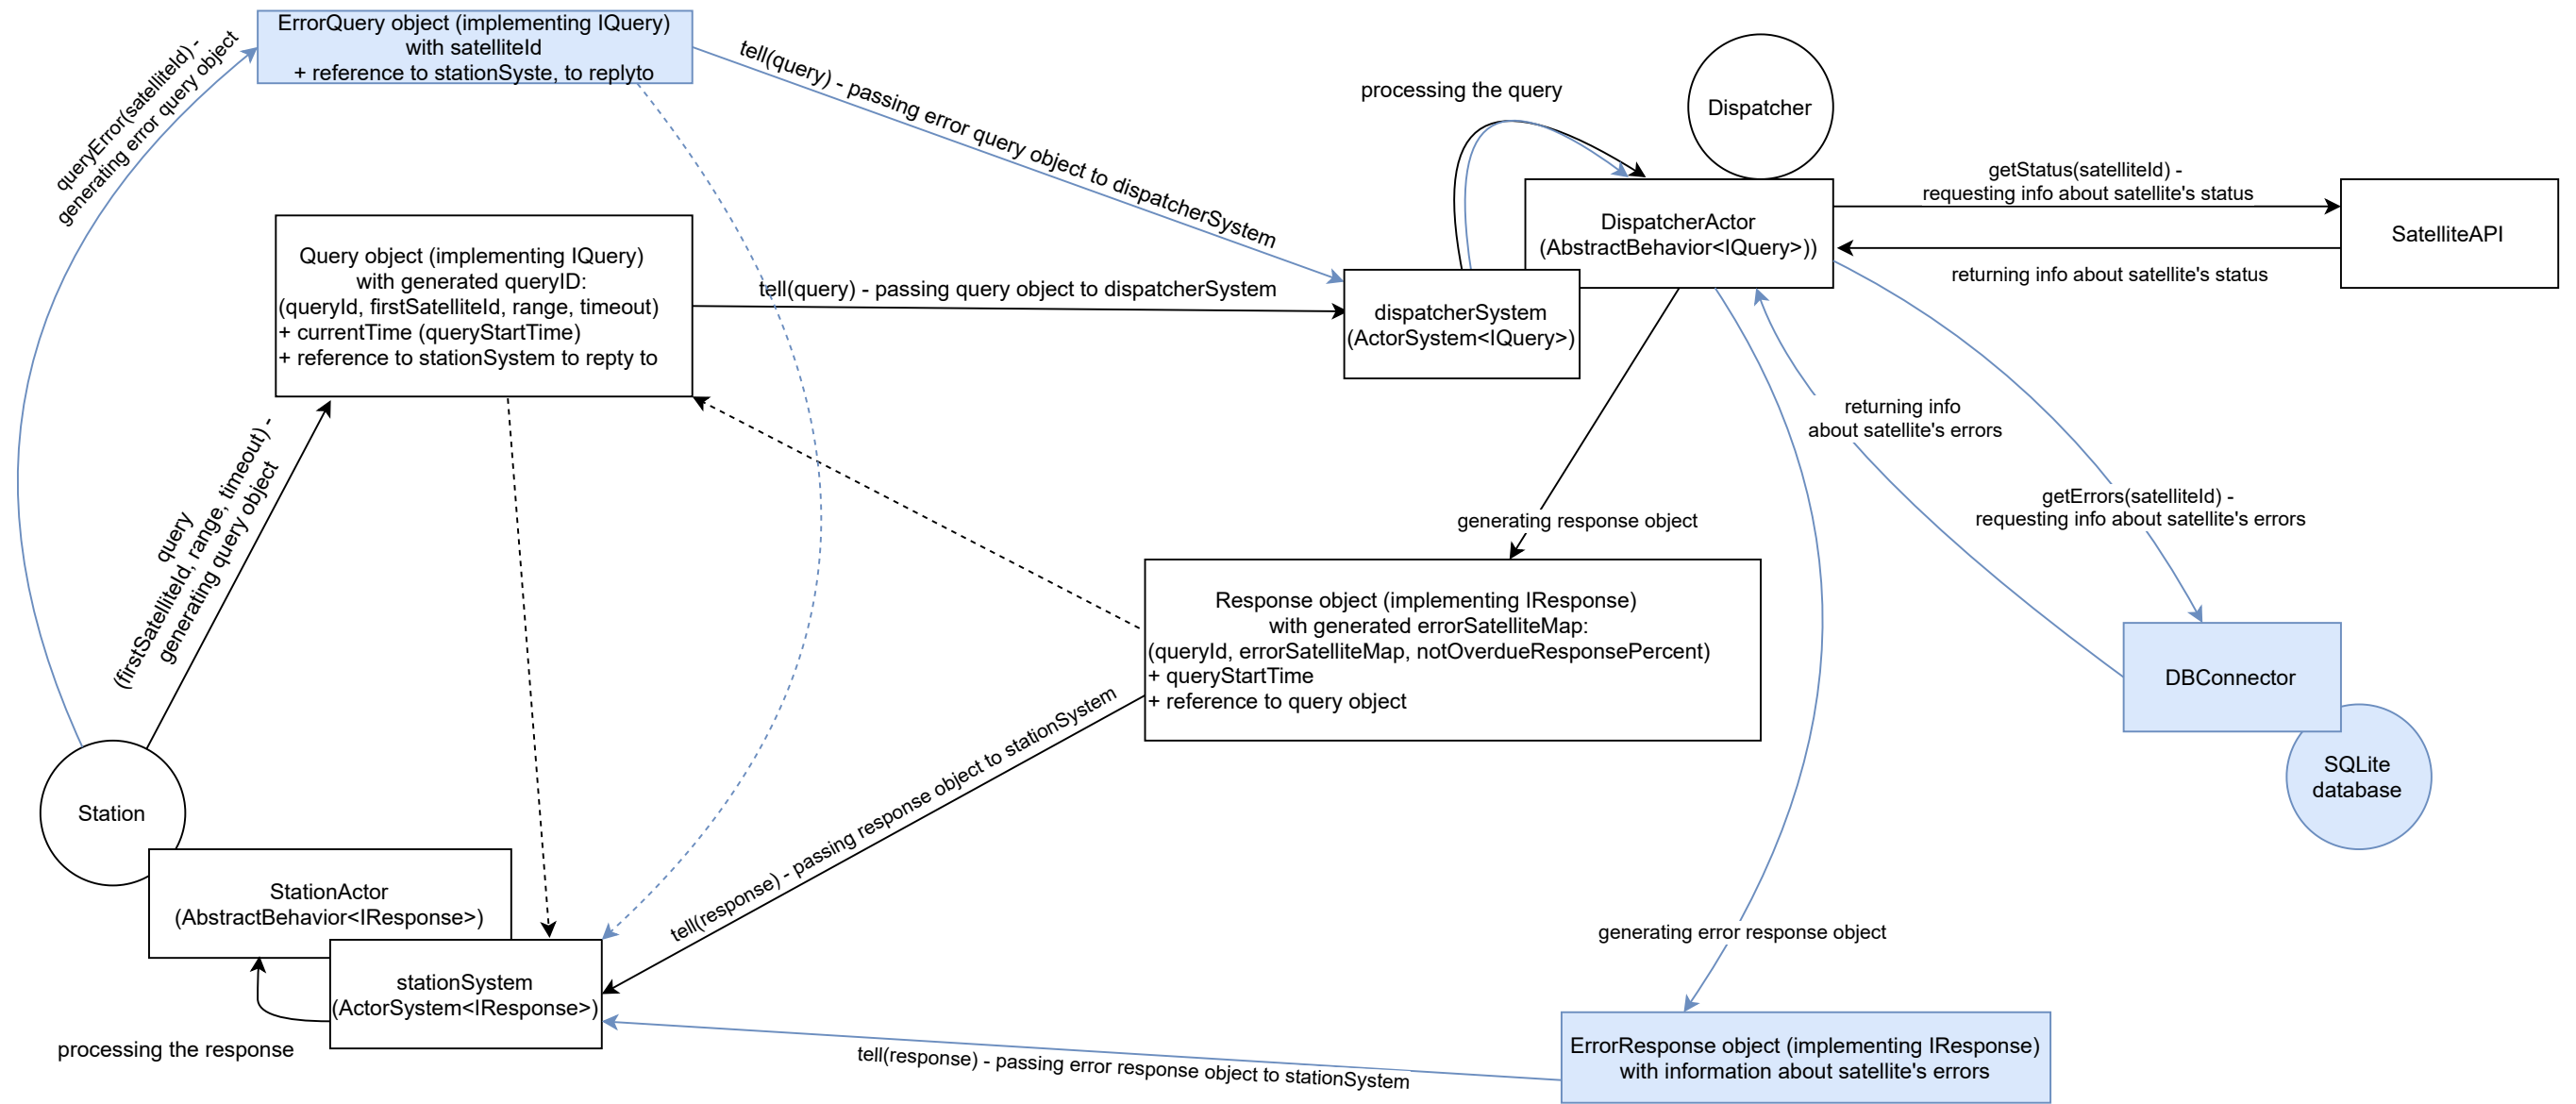 ErrorQuery object (implementing IQuery)
with satelliteId
+ reference to stationSyste, to replyto
queryError(satelliteId) -
generating error query object
tell(query) - passing error query object to dispatcherSystem
processing the query
Dispatcher
DispatcherActor
(AbstractBehavior<IQuery>))
getStatus(satelliteId) -
requesting info about satellite's status
returning info about satellite's status
SatelliteAPI
Query object (implementing IQuery)
with generated queryID:
(queryId, firstSatelliteId, range, timeout)
+ currentTime (queryStartTime)
+ reference to stationSystem to repty to
tell(query) - passing query object to dispatcherSystem
dispatcherSystem
(ActorSystem<IQuery>)
returning info
about satellite's errors
getErrors(satelliteId) -
requesting info about satellite's errors
query
(firstSatelliteId, range, timeout) -
generating query object
generating response object
Response object (implementing IResponse)
with generated errorSatelliteMap:
(queryId, errorSatelliteMap, notOverdueResponsePercent)
+ queryStartTime
+ reference to query object
DBConnector
SQLite
database
Station
tell(response) - passing response object to stationSystem
StationActor
(AbstractBehavior<IResponse>)
stationSystem
(ActorSystem<IResponse>)
processing the response
generating error response object
tell(response) - passing error response object to stationSystem
ErrorResponse object (implementing IResponse)
with information about satellite's errors